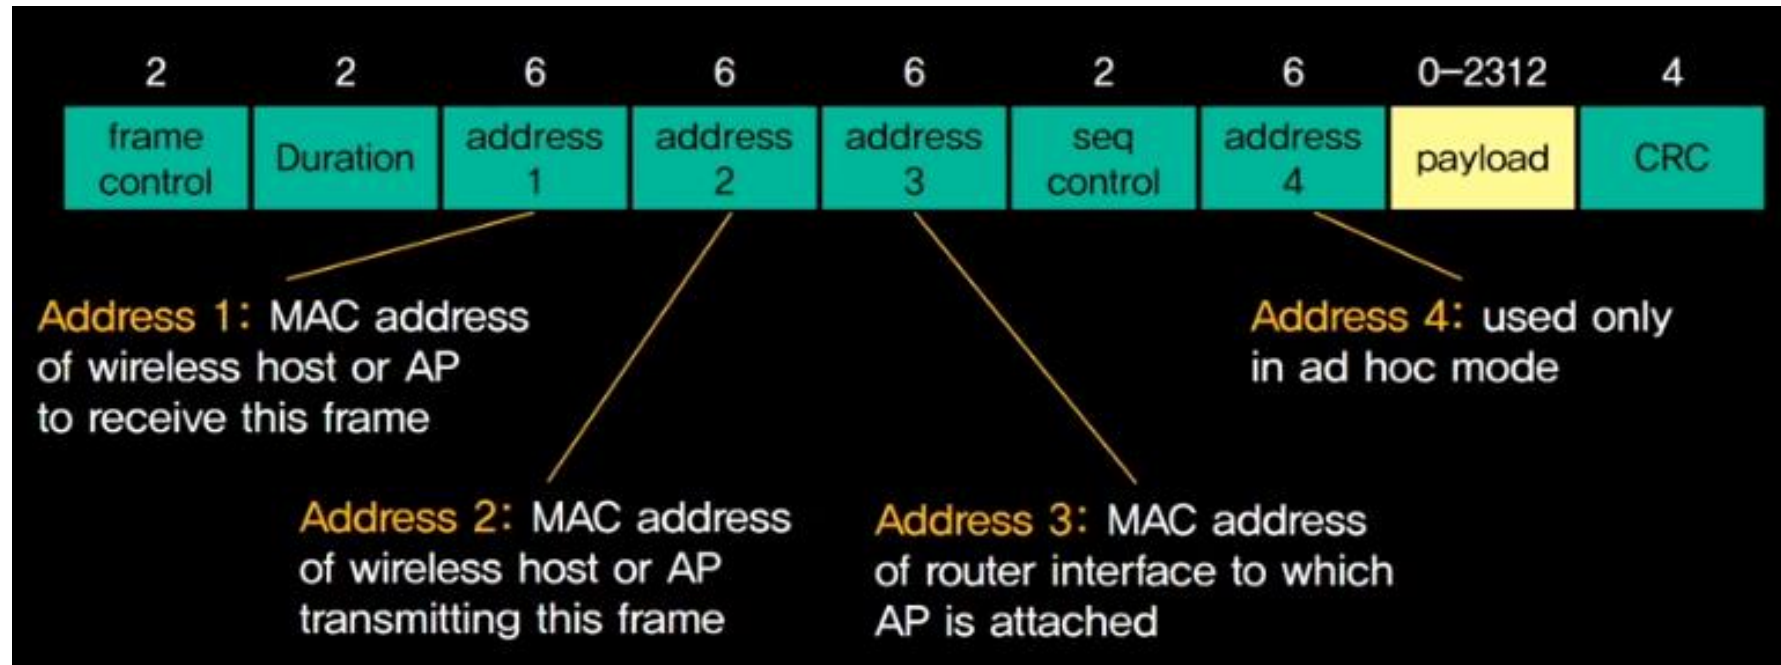 2 2 6 6 6 2 6 0-2312 4
frame control
Duration
address 1
address 2
address 3
seq control
address 4
payload
CRC
Address 1: MAC address
of wireless host or AP
to receive this frame
Address 2: MAC address
of wireless host or AP
transmitting this frame
Address 3: MAC address
of router interface to which
AP is attached
Address 4: used only
in ad hoc mode